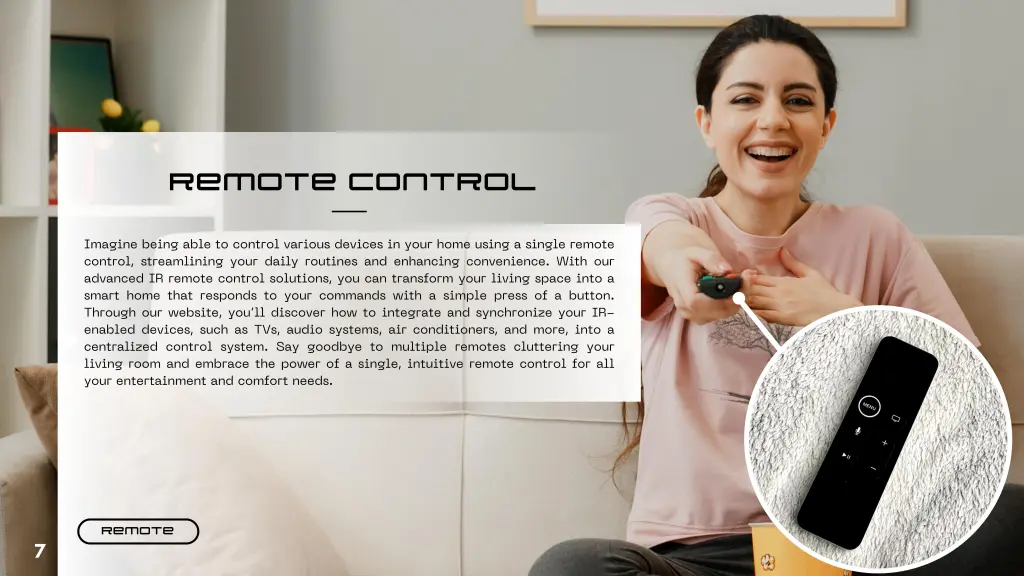 REMOTE CONTROL
Imagine being able to control various devices in your home using a single remote
control, streamlining your daily routines and enhancing convenience. With our
advanced IR remote control solutions, you can transform your living space into a
smart home that responds to your commands with a simple press of a button.
Through our website, you'll discover how to integrate and synchronize your IR-
enabled devices, such as TVs, audio systems, air conditioners, and more, into a
centralized control system. Say goodbye to multiple remotes cluttering your
living room and embrace the power of a single, intuitive remote control for all
your entertainment and comfort needs.
MENU
REMOTE
7